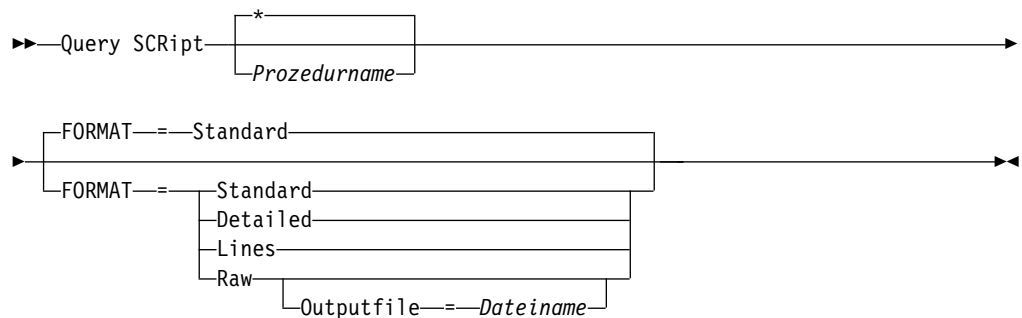 *
Query SCRipt
Prozedurname
FORMAT = Standard
FORMAT = Standard
Detailed
Lines
Raw
Outputfile = Dateiname